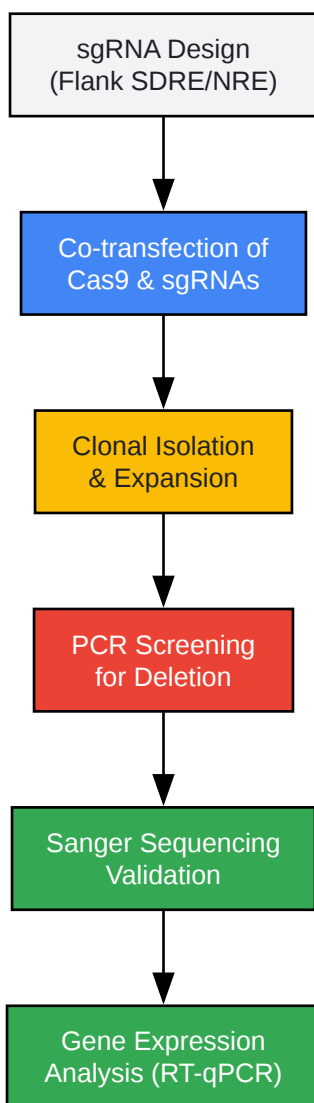 sgRNA Design
(Flank SDRE/NRE)
Co-transfection of
Cas9 & sgRNAs
Clonal Isolation
& Expansion
PCR Screening
for Deletion
Sanger Sequencing
Validation
Gene Expression
Analysis (RT-qPCR)